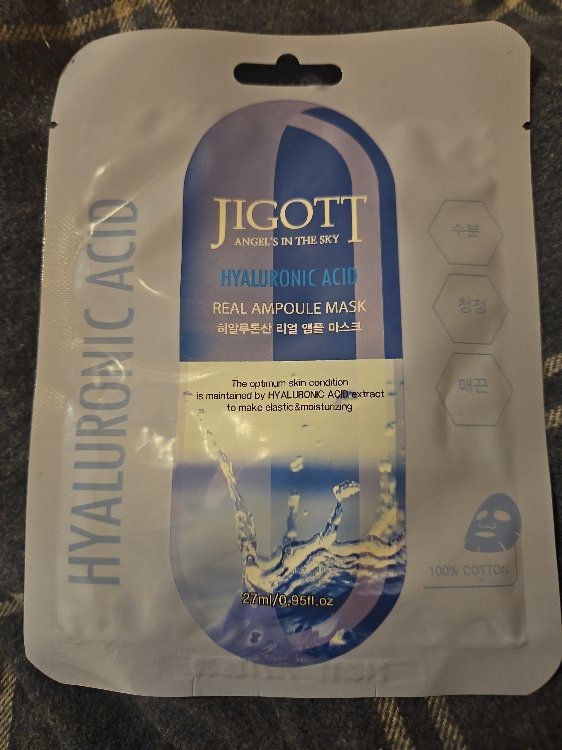 HYALURONIC ACID
JIGOTT
ANGEL'S IN THE SKY
HYALURONIC ACID
REAL AMPOULE MASK
히알루론산 리얼 앰플 마스크
The optimum skin condition
is maintained by HYALURONIC ACID extract
to make elastic&moisturizing
27ml/0.95fl.oz
수분
청정
매끈
100% COTTON